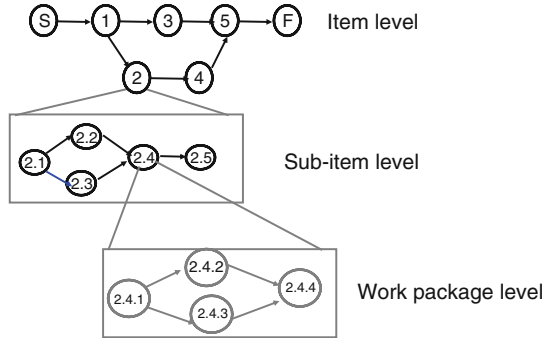 S 1 3 5 F Item level
2 4
2.2
2.1 2.4 2.5 Sub-item level
2.3
2.4.2
2.4.1 2.4.4 Work package level
2.4.3